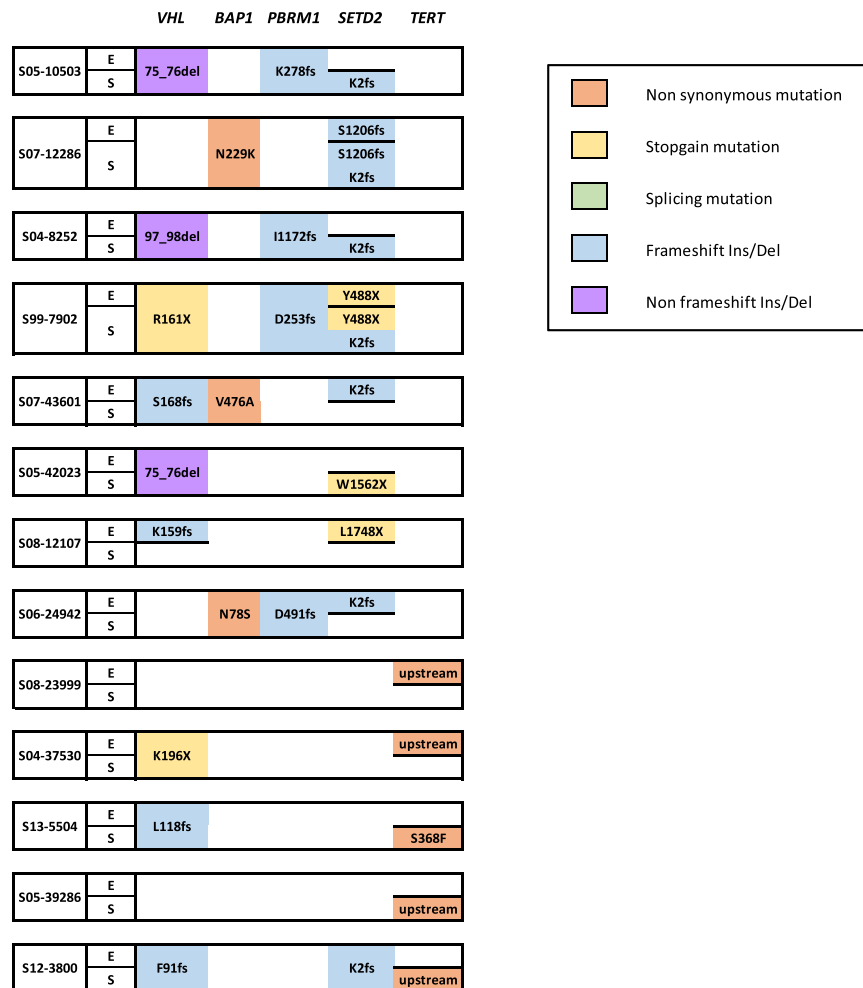 VHL BAP1 PBRM1 SETD2 TERT
S05-10503 E 75_76del K278fs
S K2fs
S07-12286 E N229K S1206fs
S S1206fs
K2fs
S04-8252 E 97_98del I1172fs
S K2fs
S99-7902 E R161X D253fs Y488X
S Y488X
K2fs
S07-43601 E S168fs V476A K2fs
S
S05-42023 E 75_76del
S W1562X
S08-12107 E K159fs L1748X
S
S06-24942 E N78S D491fs K2fs
S
S08-23999 E upstream
S
S04-37530 E K196X upstream
S
S13-5504 E L118fs
S S368F
S05-39286 E
S upstream
S12-3800 E F91fs K2fs
S upstream
Non synonymous mutation
Stopgain mutation
Splicing mutation
Frameshift Ins/Del
Non frameshift Ins/Del